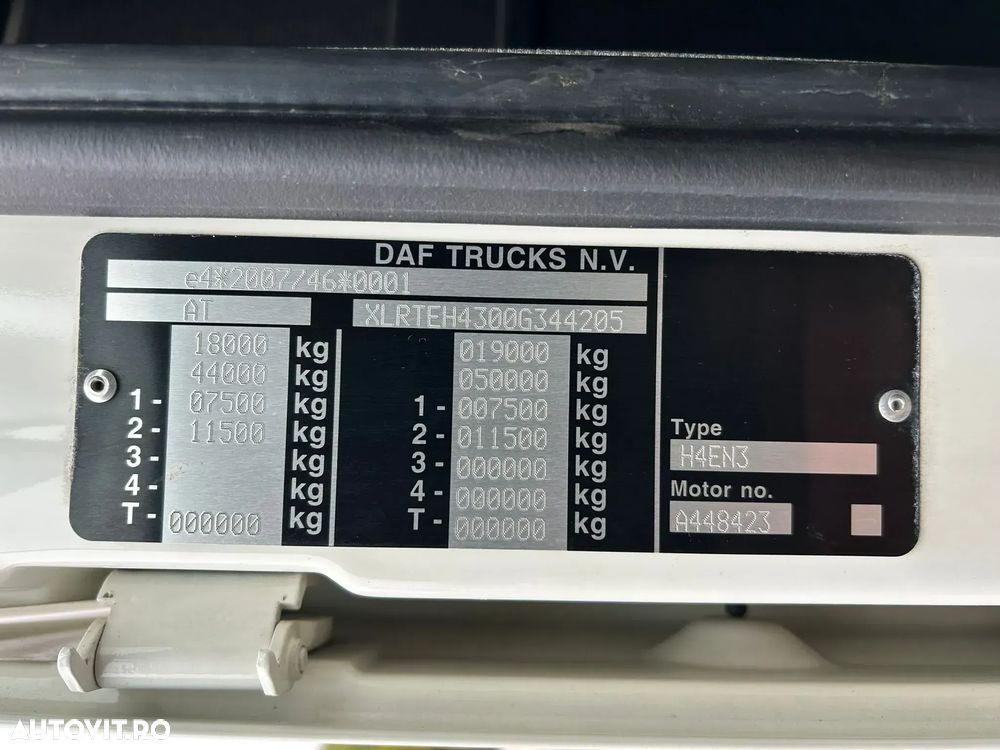 DAF TRUCKS N.V.
e4*2007/46*0001
AT XLRTEH4300G344205
18000 kg 019000 kg
44000 kg 050000 kg
1 - 07500 kg 1 - 007500 kg
2 - 11500 kg 2 - 011500 kg
3 - kg 3 - 000000 kg
4 - kg 4 - 000000 kg
T - 000000 kg T - 000000 kg
Type
H4EN3
Motor no.
A448423
AUTOVIT.RO